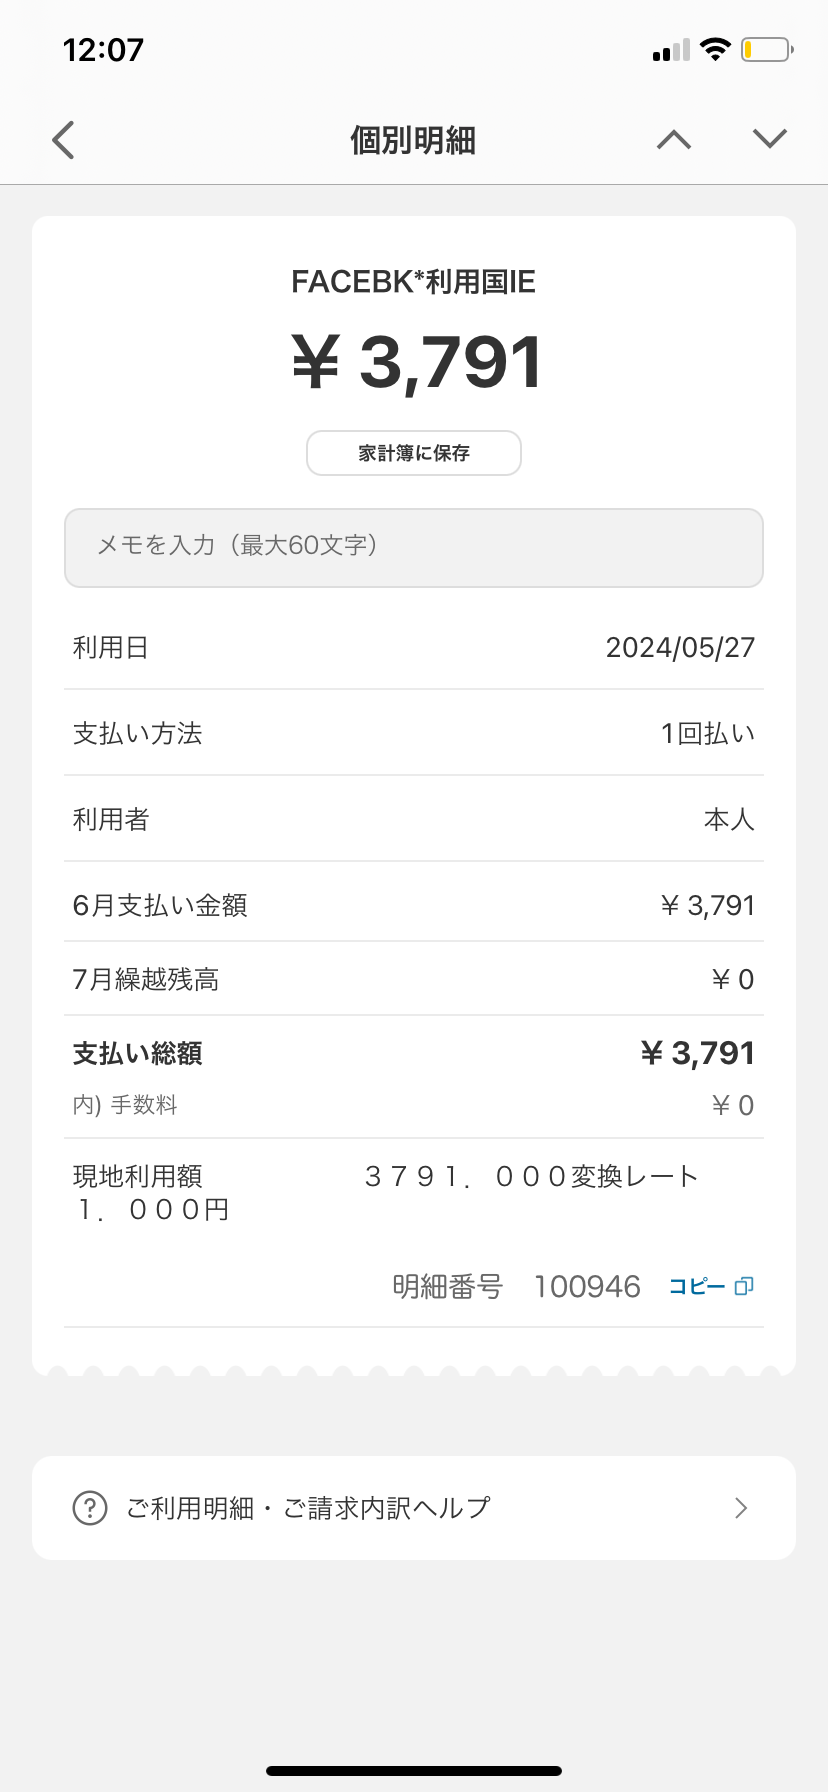 12:07
個別明細
FACEBK*利用国IE
¥ 3,791
家計簿に保存
メモを入力（最大60文字）
利用日 2024/05/27
支払い方法 1回払い
利用者 本人
6月支払い金額 ¥ 3,791
7月繰越残高 ¥ 0
支払い総額 ¥ 3,791
内) 手数料 ¥ 0
現地利用額 ３７９１．０００変換レート
１．０００円
明細番号 100946 コピー
ご利用明細・ご請求内訳ヘルプ